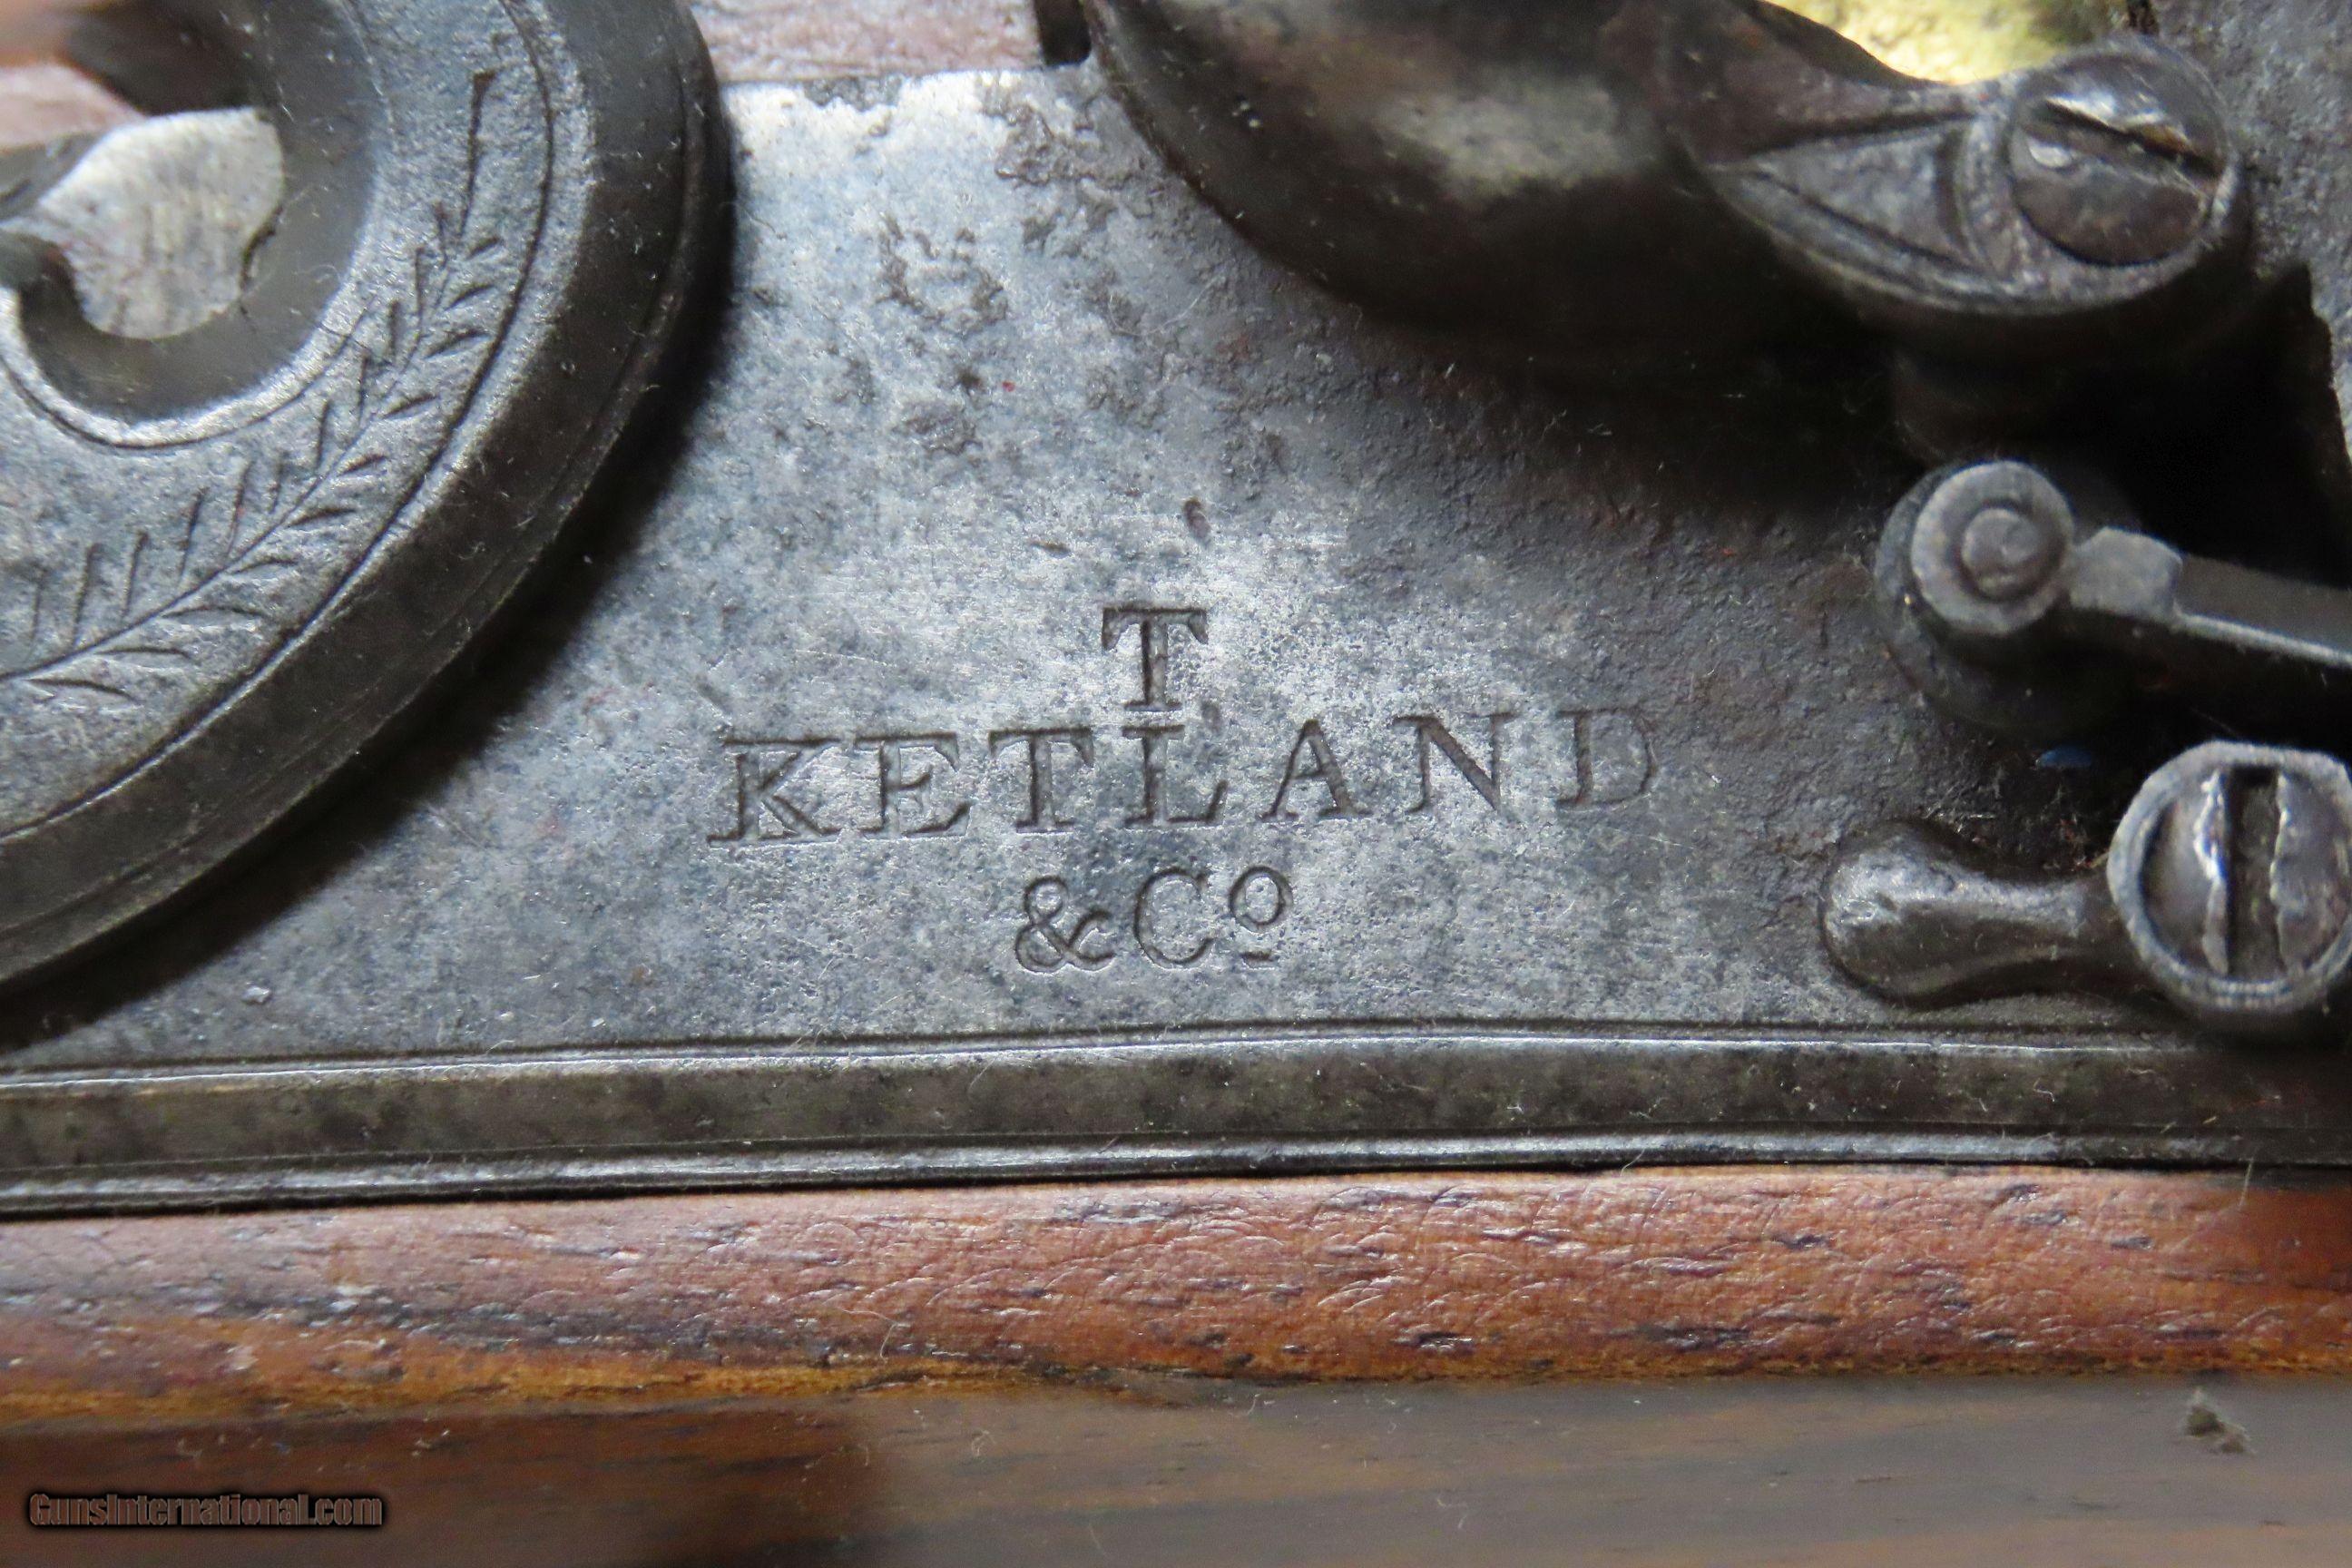 T
KETLAND
& Cº
GunsInternational.com